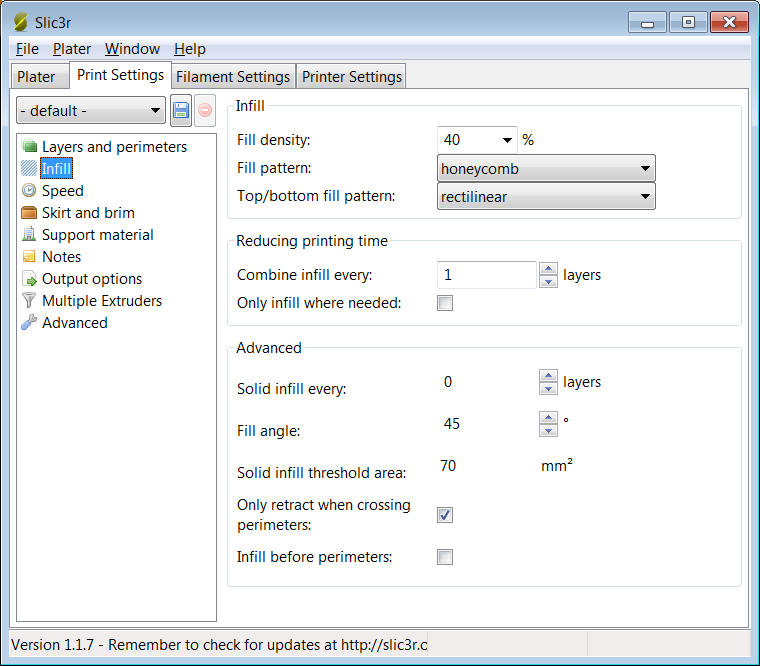 Slic3r
File Plater Window Help
Plater Print Settings Filament Settings Printer Settings
- default -
Layers and perimeters
Infill
Speed
Skirt and brim
Support material
Notes
Output options
Multiple Extruders
Advanced
Infill
Fill density: 40 %
Fill pattern: honeycomb
Top/bottom fill pattern: rectilinear
Reducing printing time
Combine infill every: 1 layers
Only infill where needed:
Advanced
Solid infill every: 0 layers
Fill angle: 45 °
Solid infill threshold area: 70 mm²
Only retract when crossing
perimeters:
Infill before perimeters:
Version 1.1.7 - Remember to check for updates at http://slic3r.c